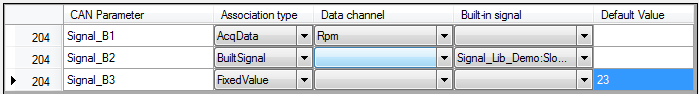 CAN Parameter Association type Data channel Built-in signal Default Value
204 Signal_B1 AcqData Rpm
204 Signal_B2 BuiltSignal Signal_Lib_Demo:Slo...
204 Signal_B3 FixedValue 23